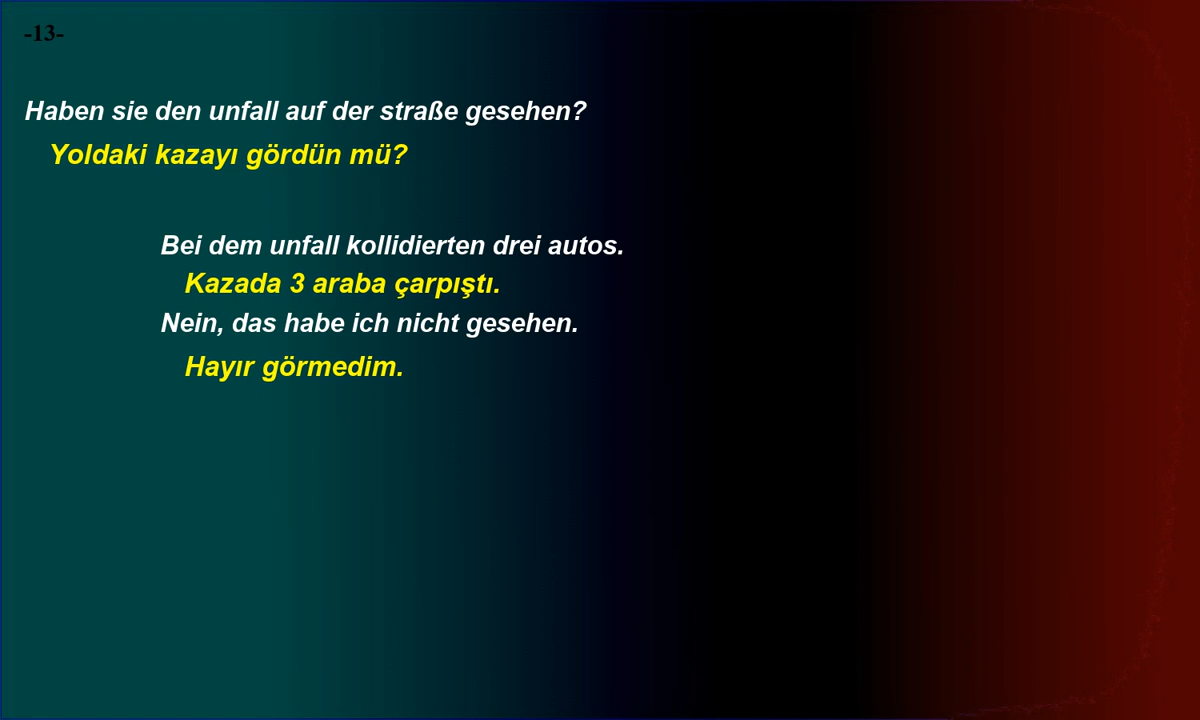 -13-
Haben sie den unfall auf der straße gesehen?
Yoldaki kazayı gördün mü?
Bei dem unfall kollidierten drei autos.
Kazada 3 araba çarpıştı.
Nein, das habe ich nicht gesehen.
Hayır görmedim.